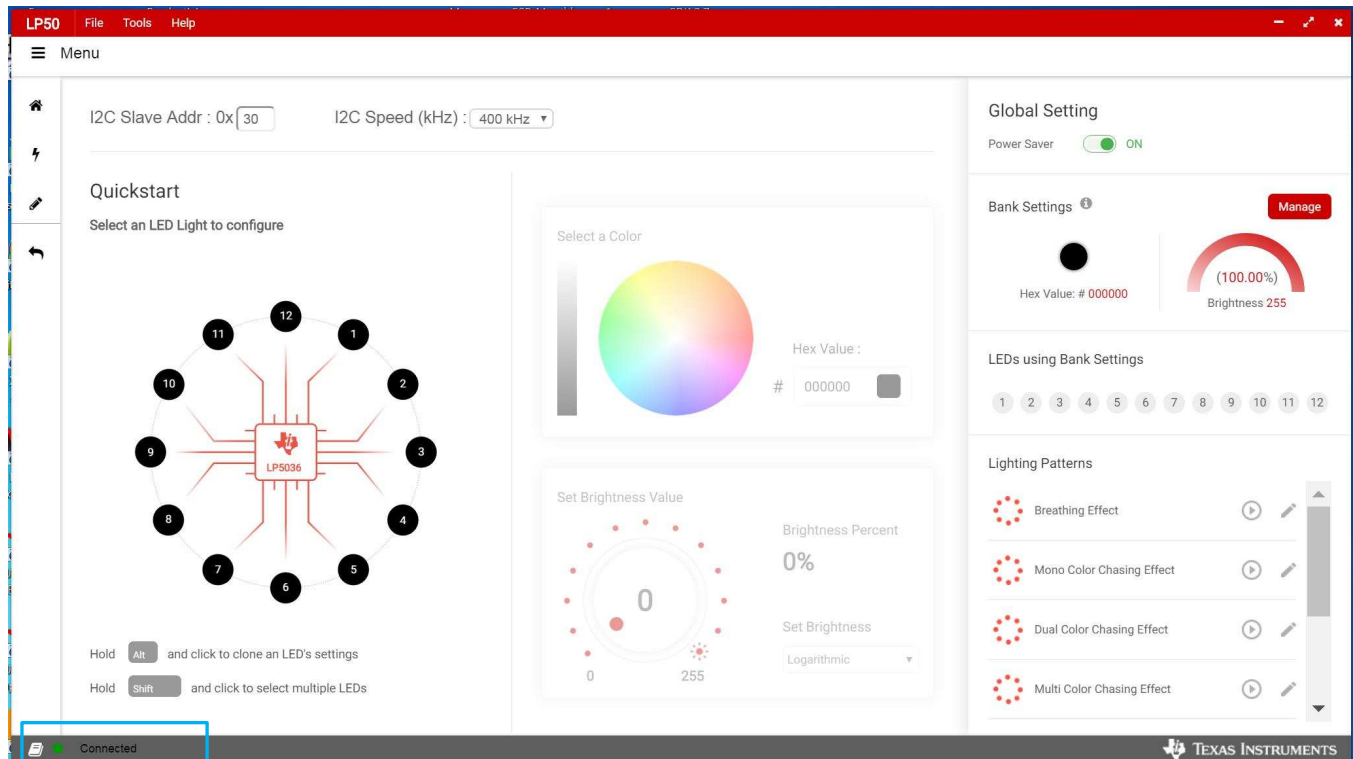 LP50 File Tools Help
Menu
I2C Slave Addr : 0x 30 I2C Speed (kHz) : 400 kHz
Quickstart
Select an LED Light to configure
12
11 1
10 2
9 3
LP5036
8 4
7 5
6
Hold Alt and click to clone an LED's settings
Hold Shift and click to select multiple LEDs
Select a Color
Hex Value :
# 000000
Set Brightness Value
Brightness Percent
0%
0
Set Brightness
Logarithmic
0 255
Global Setting
Power Saver ON
Bank Settings Manage
(100.00%)
Hex Value: # 000000 Brightness 255
LEDs using Bank Settings
1 2 3 4 5 6 7 8 9 10 11 12
Lighting Patterns
Breathing Effect
Mono Color Chasing Effect
Dual Color Chasing Effect
Multi Color Chasing Effect
Connected
TEXAS INSTRUMENTS